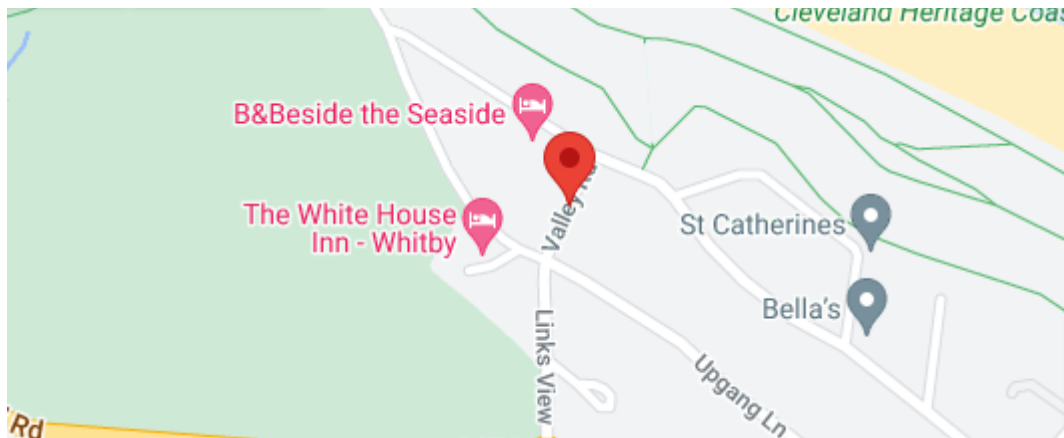 Cleveland Heritage Coas
B&Beside the Seaside
Valley Rd
The White House
Inn - Whitby
St Catherines
Bella's
Links View
Upgang Ln
Rd